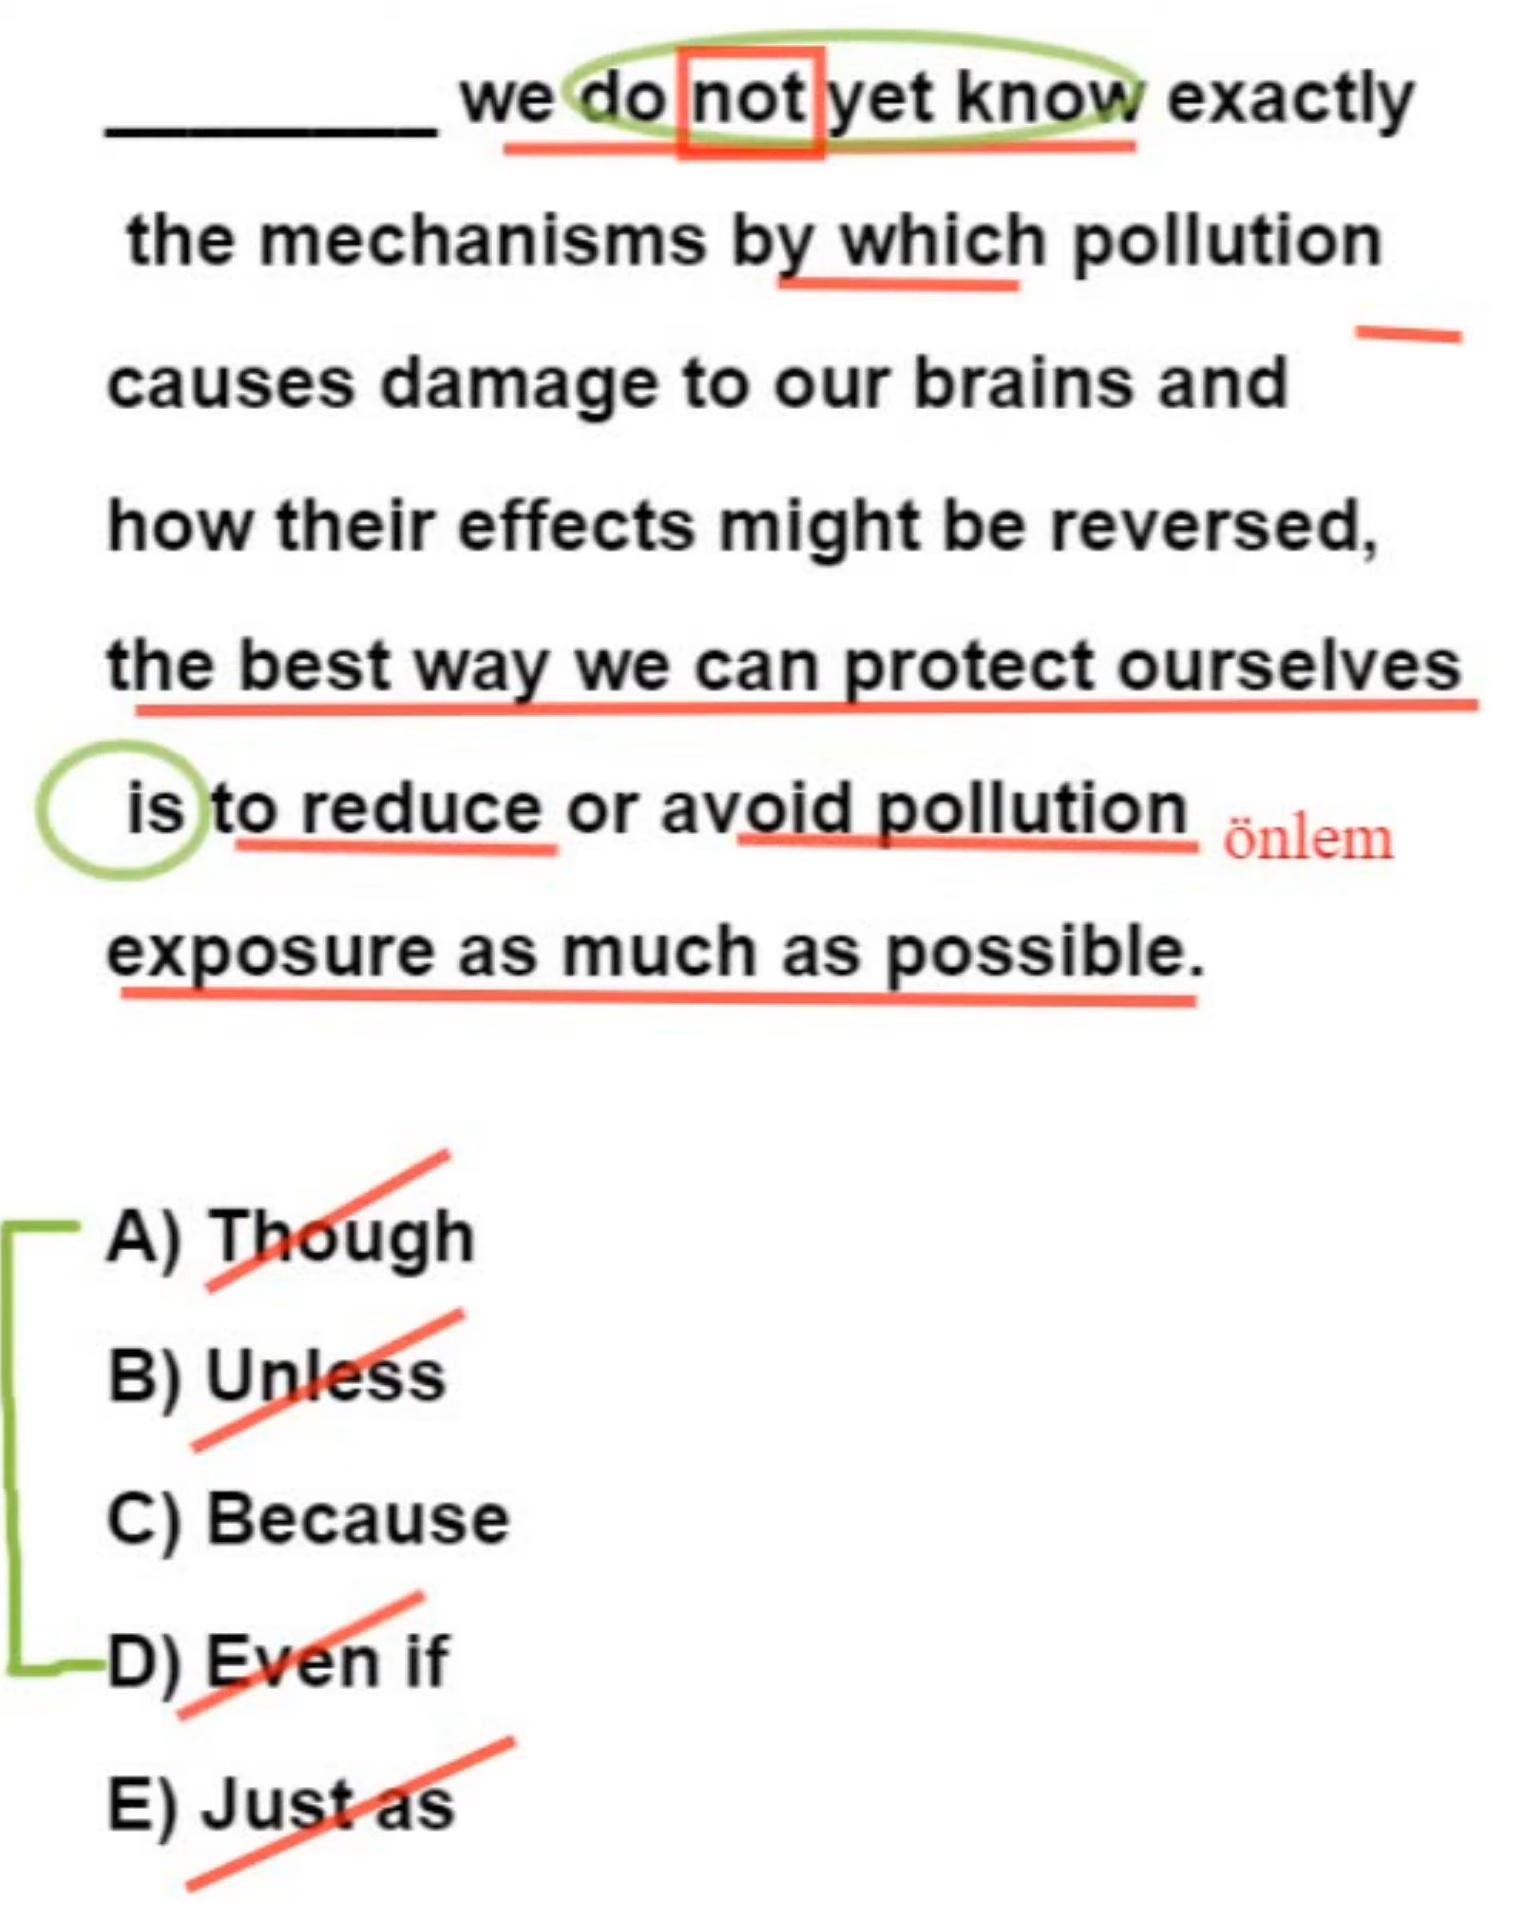 ________ we do not yet know exactly
the mechanisms by which pollution
causes damage to our brains and
how their effects might be reversed,
the best way we can protect ourselves
is to reduce or avoid pollution önlem
exposure as much as possible.
A) Though
B) Unless
C) Because
D) Even if
E) Just as